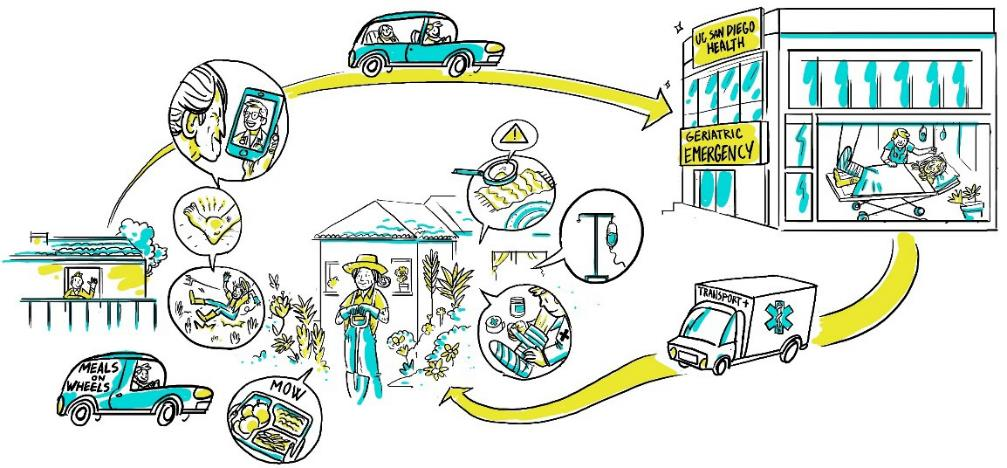 UC SAN DIEGO
HEALTH
GERIATRIC
EMERGENCY
TRANSPORT +
MEALS
ON
WHEELS
MOW